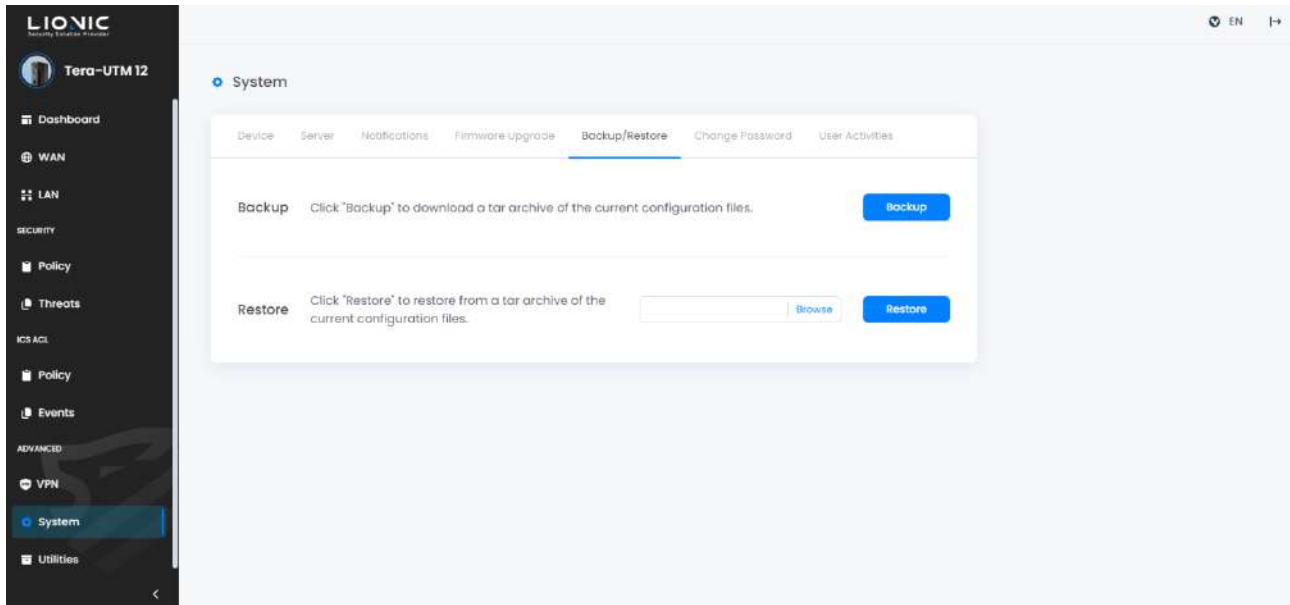 LIONIC
Security Solution Provider
EN
Tera-UTM 12
Dashboard
WAN
LAN
SECURITY
Policy
Threats
ICS ACL
Policy
Events
ADVANCED
VPN
System
Utilities
System
Device Server Notifications Firmware Upgrade Backup/Restore Change Password User Activities
Backup Click "Backup" to download a tar archive of the current configuration files. Backup
Restore Click "Restore" to restore from a tar archive of the
current configuration files. Browse Restore